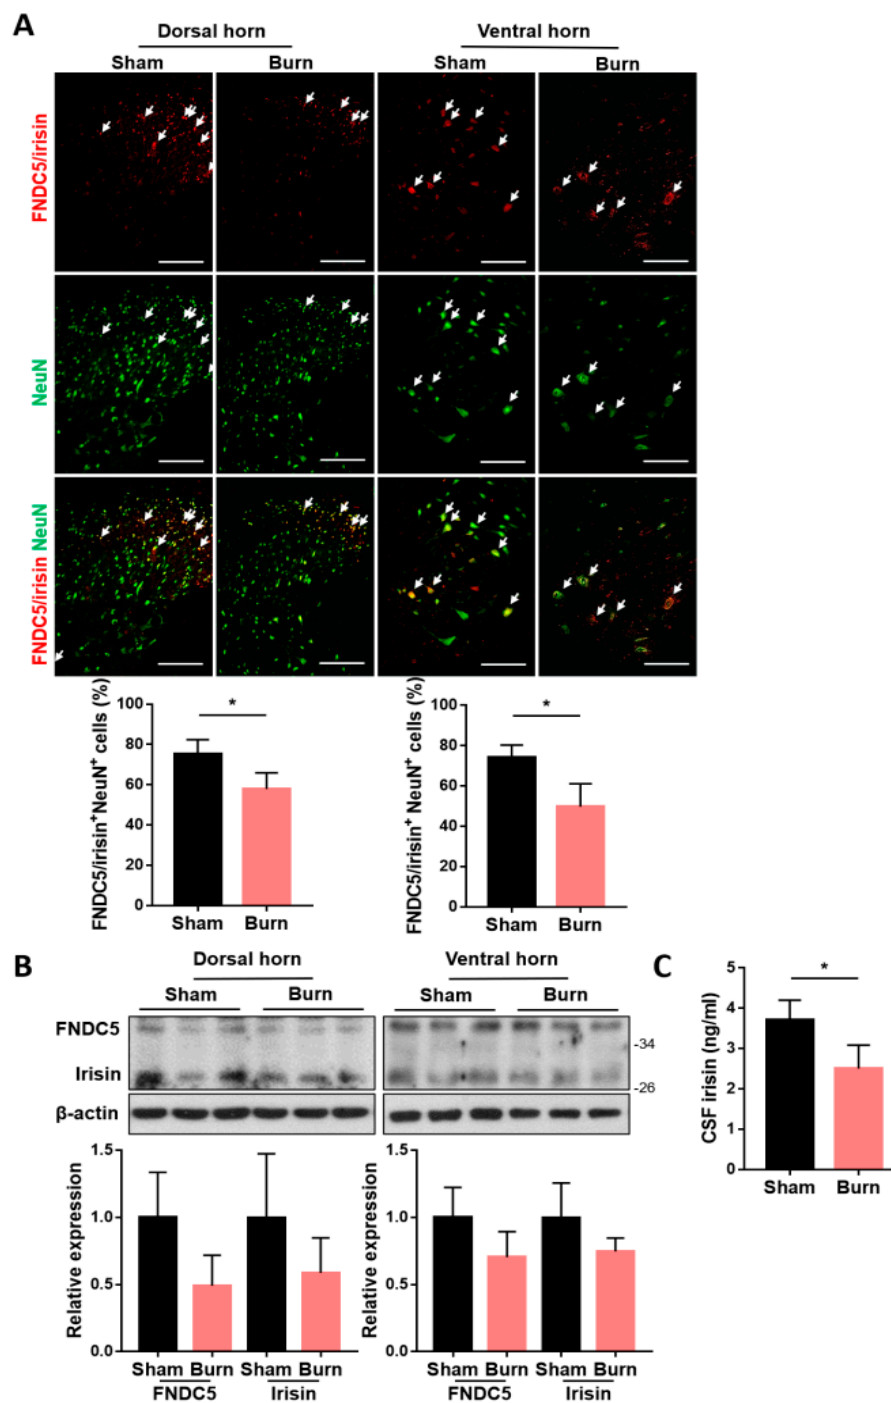 A
Dorsal horn
Ventral horn
Sham
Burn
Sham
Burn
FNDC5/irisin
NeuN
FNDC5/irisin NeuN
FNDC5/irisin⁺NeuN⁺ cells (%)
100
80
60
40
20
0
*
Sham
Burn
FNDC5/irisin⁺ NeuN⁺ cells (%)
100
80
60
40
20
0
*
Sham
Burn
B
Dorsal horn
Ventral horn
Sham
Burn
Sham
Burn
FNDC5
Irisin
β-actin
-34
-26
Relative expression
1.5
1.0
0.5
0.0
Sham Burn Sham Burn
FNDC5
Irisin
Relative expression
1.5
1.0
0.5
0.0
Sham Burn Sham Burn
FNDC5
Irisin
C
CSF irisin (ng/ml)
5
4
3
2
1
0
*
Sham
Burn